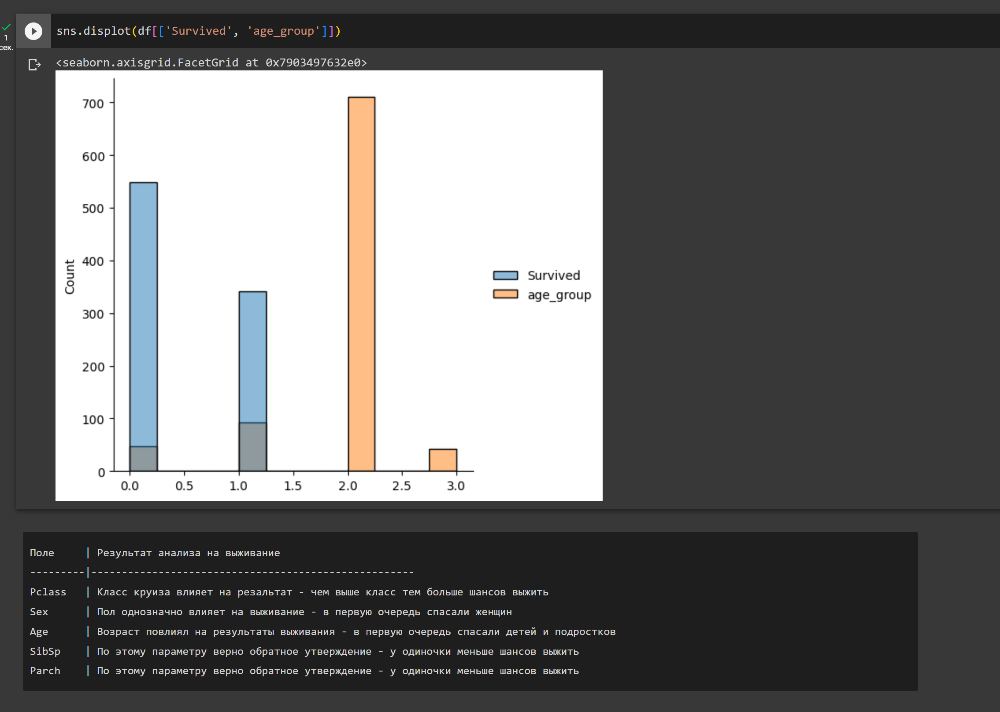 sns.displot(df[['Survived', 'age_group']])
1
сек.
<seaborn.axisgrid.FacetGrid at 0x7903497632e0>
700
600
500
400
300
200
100
0
Count
0.0 0.5 1.0 1.5 2.0 2.5 3.0
Survived
age_group
Поле | Результат анализа на выживание
---------|-----------------------------------------------------
Pclass | Класс круиза влияет на резальтат - чем выше класс тем больше шансов выжить
Sex | Пол однозначно влияет на выживание - в первую очередь спасали женщин
Age | Возраст повлиял на результаты выживания - в первую очередь спасали детей и подростков
SibSp | По этому параметру верно обратное утверждение - у одиночки меньше шансов выжить
Parch | По этому параметру верно обратное утверждение - у одиночки меньше шансов выжить